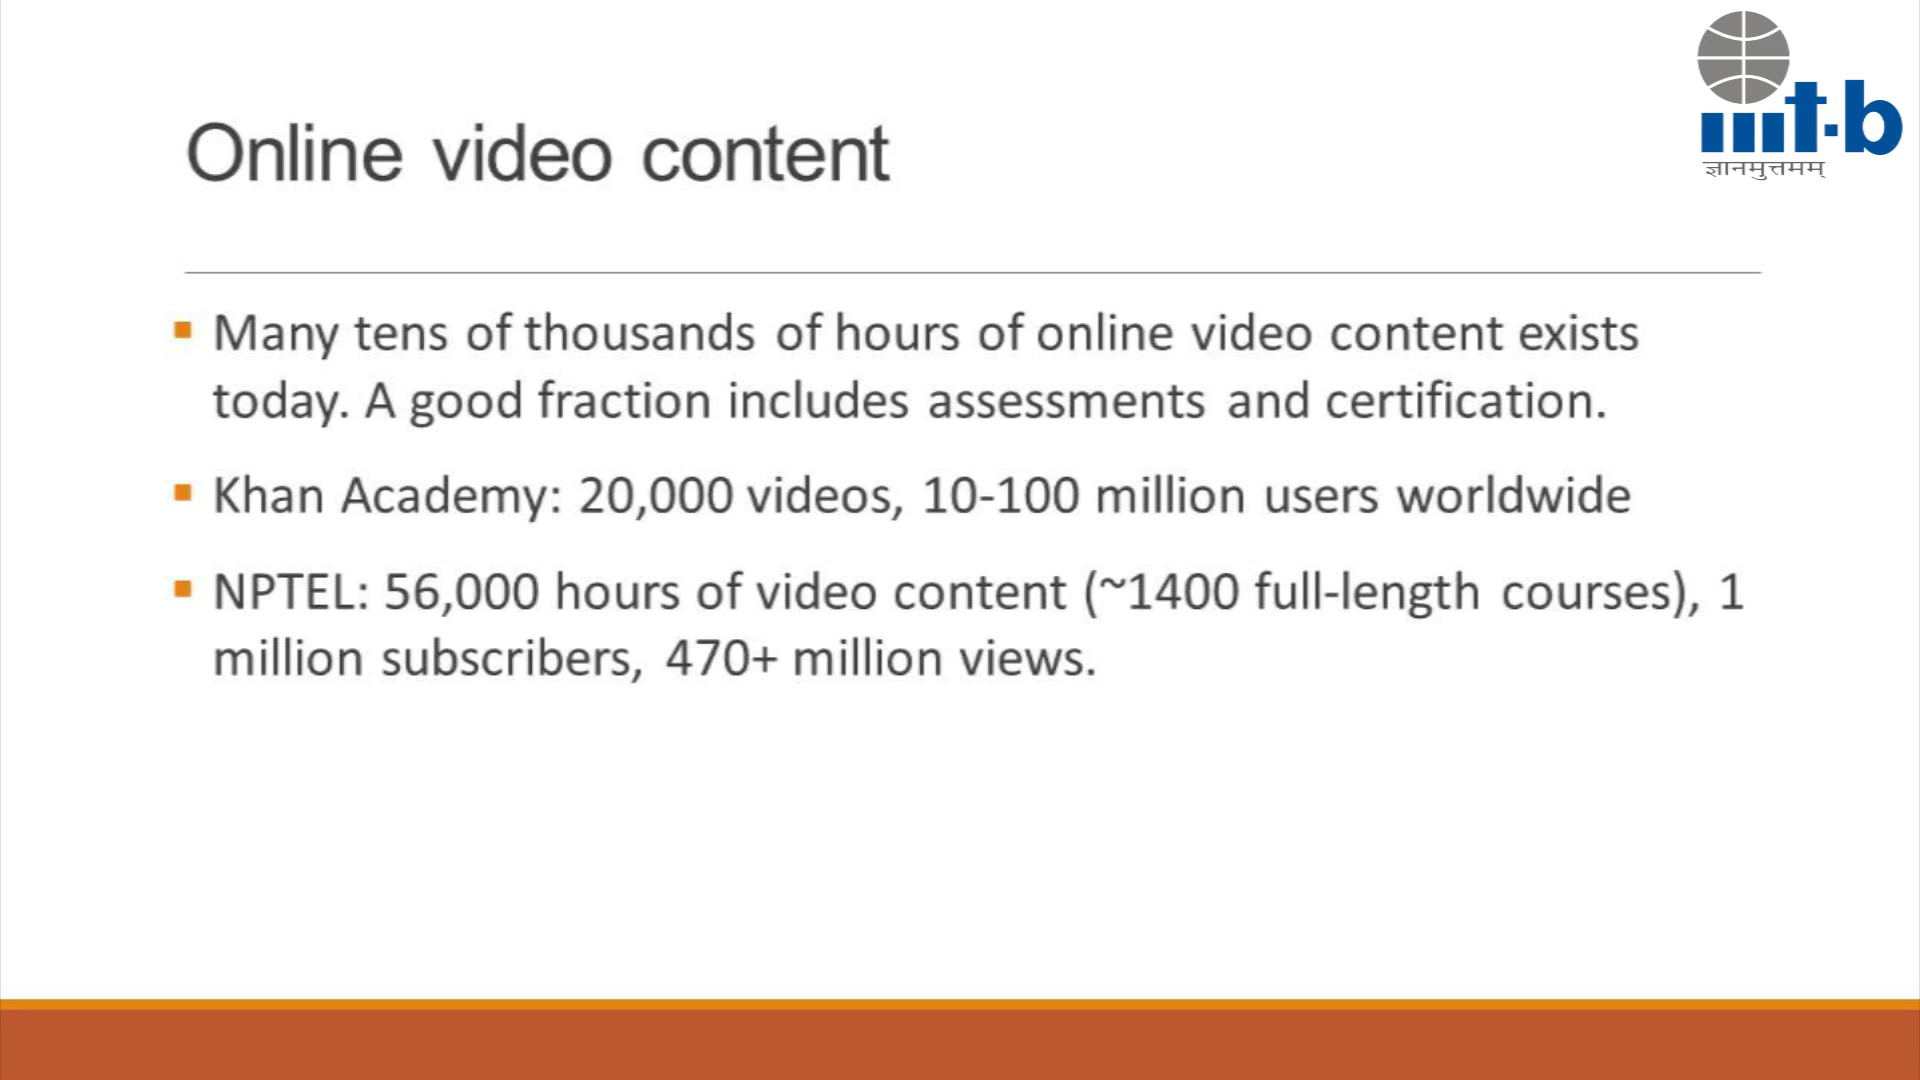 iiit-b
ज्ञानमुत्तमम्
Online video content
Many tens of thousands of hours of online video content exists
today. A good fraction includes assessments and certification.
Khan Academy: 20,000 videos, 10-100 million users worldwide
NPTEL: 56,000 hours of video content (~1400 full-length courses), 1
million subscribers, 470+ million views.